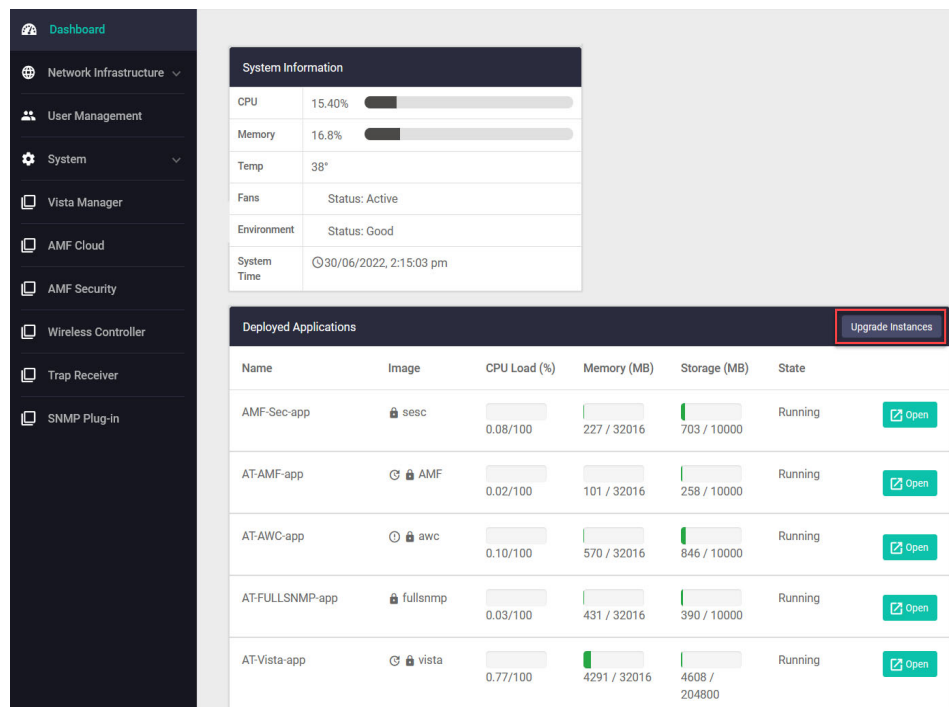 Dashboard
Network Infrastructure
User Management
System
Vista Manager
AMF Cloud
AMF Security
Wireless Controller
Trap Receiver
SNMP Plug-in
System Information
CPU 15.40%
Memory 16.8%
Temp 38°
Fans Status: Active
Environment Status: Good
System
Time
30/06/2022, 2:15:03 pm
Deployed Applications Upgrade Instances
Name Image CPU Load (%) Memory (MB) Storage (MB) State
AMF-Sec-app sesc Running Open
0.08/100 227 / 32016 703 / 10000
AT-AMF-app AMF Running Open
0.02/100 101 / 32016 258 / 10000
AT-AWC-app awc Running Open
0.10/100 570 / 32016 846 / 10000
AT-FULLSNMP-app fullsnmp Running Open
0.03/100 431 / 32016 390 / 10000
AT-Vista-app vista Running Open
0.77/100 4291 / 32016 4608 /
204800